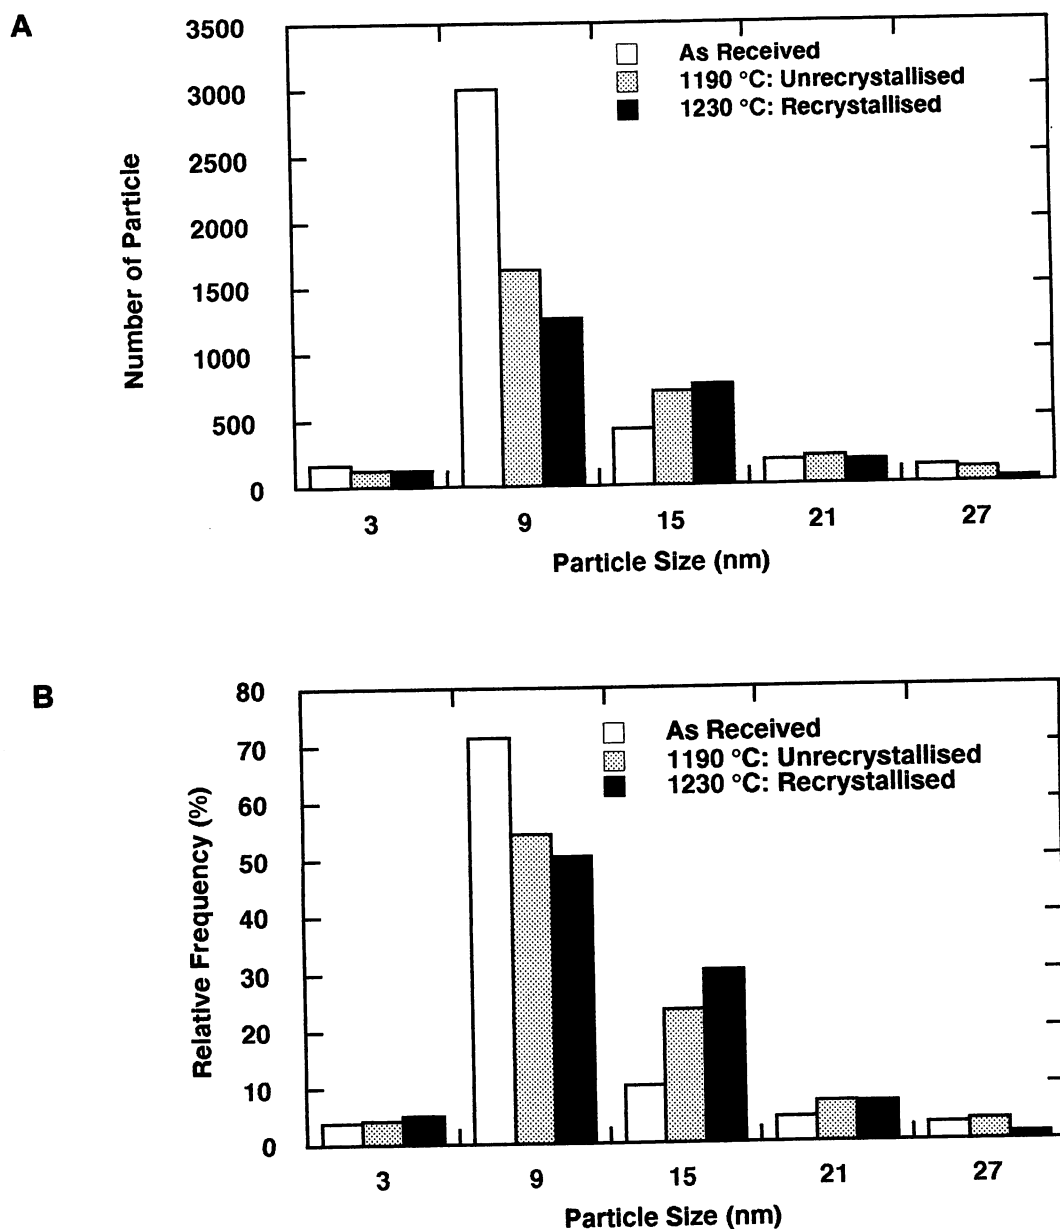 A
3500
3000
2500
2000
1500
1000
500
0
Number of Particle
As Received
1190 °C: Unrecrystallised
1230 °C: Recrystallised
3 9 15 21 27
Particle Size (nm)
B
80
70
60
50
40
30
20
10
0
Relative Frequency (%)
As Received
1190 °C: Unrecrystallised
1230 °C: Recrystallised
3 9 15 21 27
Particle Size (nm)